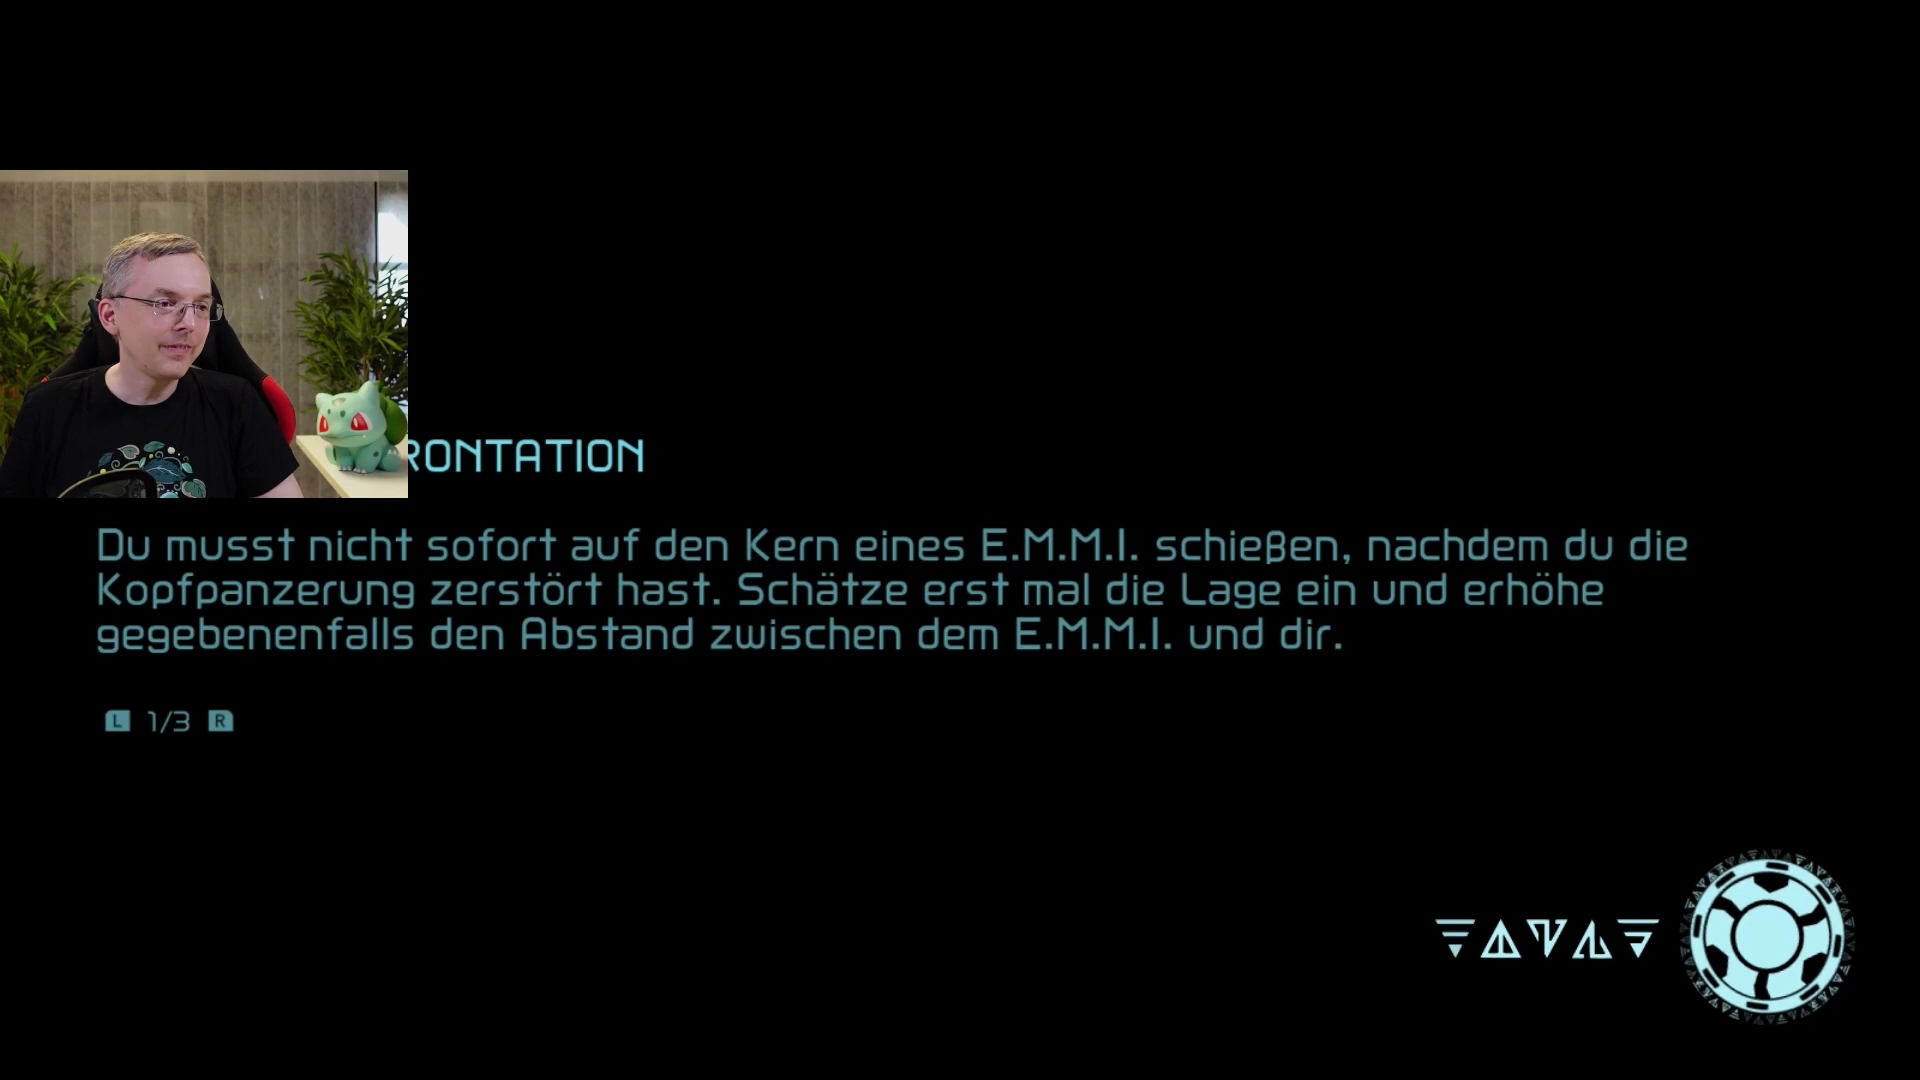 RONTATION
Du musst nicht sofort auf den Kern eines E.M.M.I. schießen, nachdem du die
Kopfpanzerung zerstört hast. Schätze erst mal die Lage ein und erhöhe
gegebenenfalls den Abstand zwischen dem E.M.M.I. und dir.
L 1/3 R